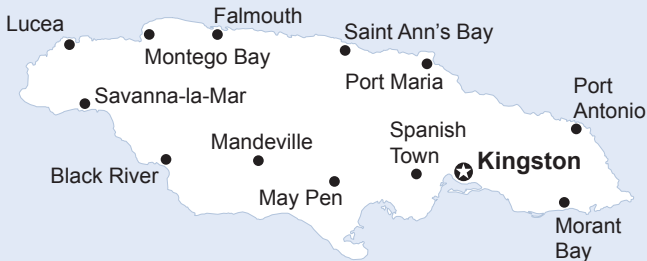 Falmouth
Lucea
Saint Ann's Bay
Montego Bay
Port Maria
Port
Antonio
Savanna-la-Mar
Spanish
Town
Mandeville
Kingston
Black River
May Pen
Morant
Bay